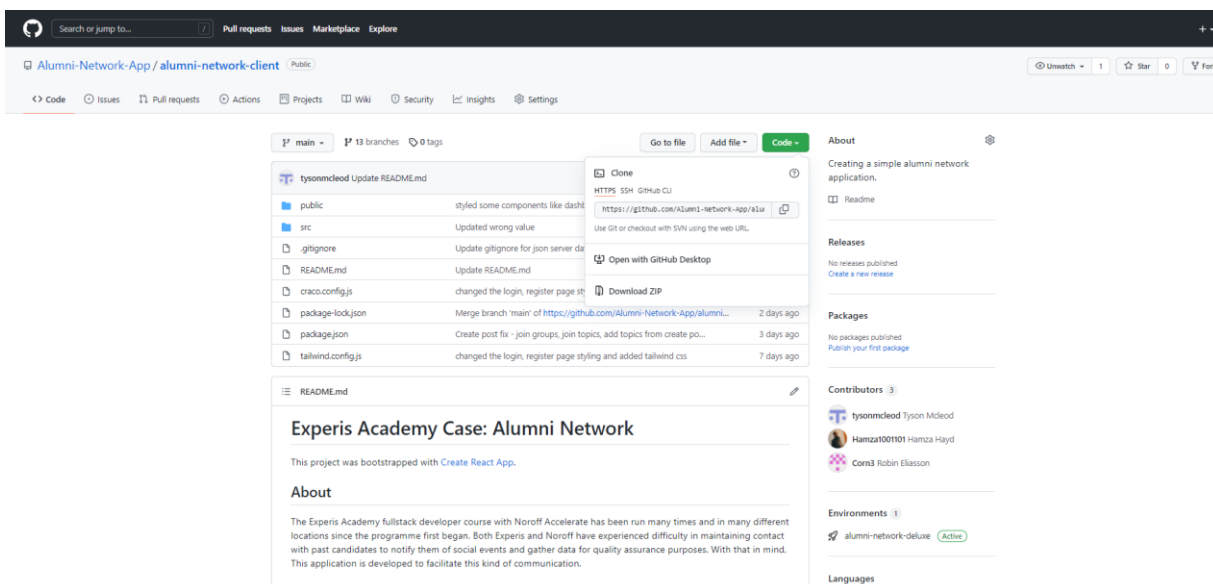 Search or jump to... /
Pull requests Issues Marketplace Explore
Alumni-Network-App / alumni-network-client Public
Unwatch 1 Star 0
Code Issues Pull requests Actions Projects Wiki Security Insights Settings
main 13 branches 0 tags
Go to file Add file Code
tysonmcleod Update README.md
public styled some components like
src Updated wrong value
.gitignore Update gitignore for json server
README.md Update README.md
craco.config.js changed the login, register page
package-lock.json Merge branch 'main' of https://github.com/Alumni-Network-App/alumni... 2 days ago
package.json Create post fix - join groups, join topics, add topics from create po... 3 days ago
tailwind.config.js changed the login, register page styling and added tailwind css 7 days ago
Clone
HTTPS SSH GitHub CLI
https://github.com/Alumni-Network-App/alu
Use Git or checkout with SVN using the web URL.
Open with GitHub Desktop
Download ZIP
README.md
Experis Academy Case: Alumni Network
This project was bootstrapped with Create React App.
About
The Experis Academy fullstack developer course with Noroff Accelerate has been run many times and in many different
locations since the programme first began. Both Experis and Noroff have experienced difficulty in maintaining contact
with past candidates to notify them of social events and gather data for quality assurance purposes. With that in mind,
This application is developed to facilitate this kind of communication.
About
Creating a simple alumni network
application.
Readme
Releases
No releases published
Create a new release
Packages
No packages published
Publish your first package
Contributors 3
tysonmcleod Tyson Mcleod
Hamza1001101 Hamza Hayd
Corn3 Robin Eliasson
Environments 1
alumni-network-deluxe Active
Languages